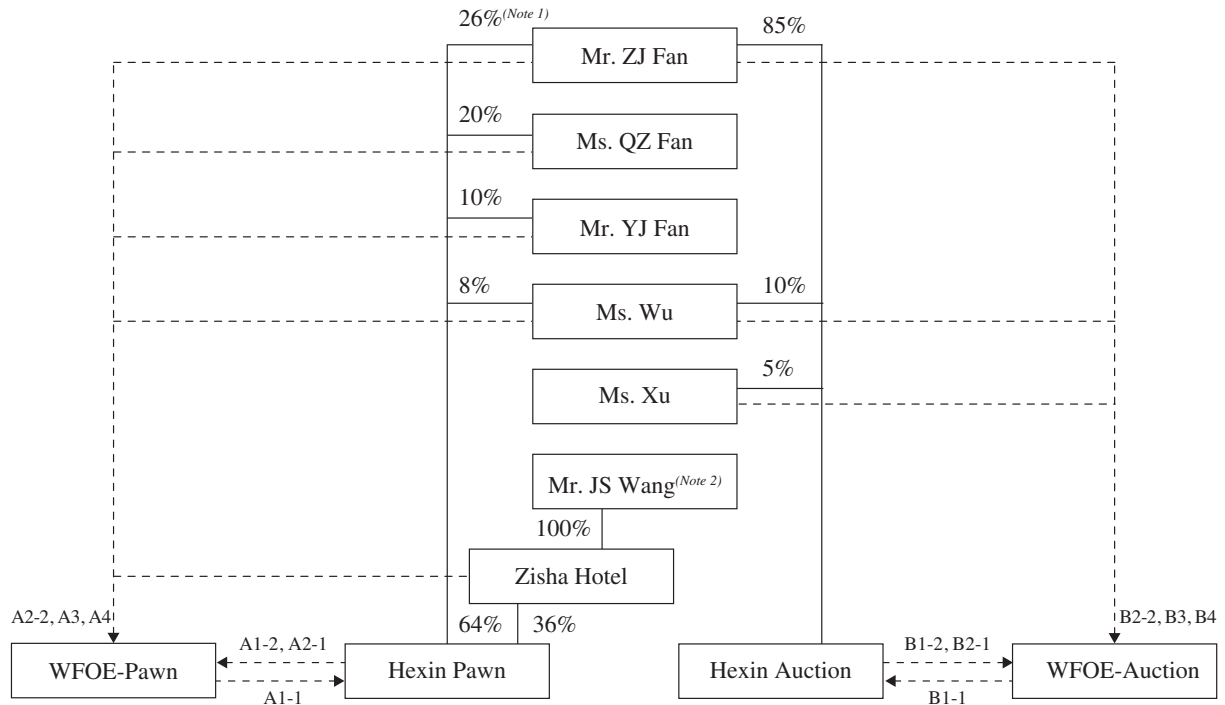 26%(Note 1)
85%
Mr. ZJ Fan
20%
Ms. QZ Fan
10%
Mr. YJ Fan
8%
10%
Ms. Wu
5%
Ms. Xu
Mr. JS Wang(Note 2)
100%
Zisha Hotel
A2-2, A3, A4
64%
36%
B2-2, B3, B4
WFOE-Pawn
A1-2, A2-1
A1-1
Hexin Pawn
Hexin Auction
B1-2, B2-1
B1-1
WFOE-Auction